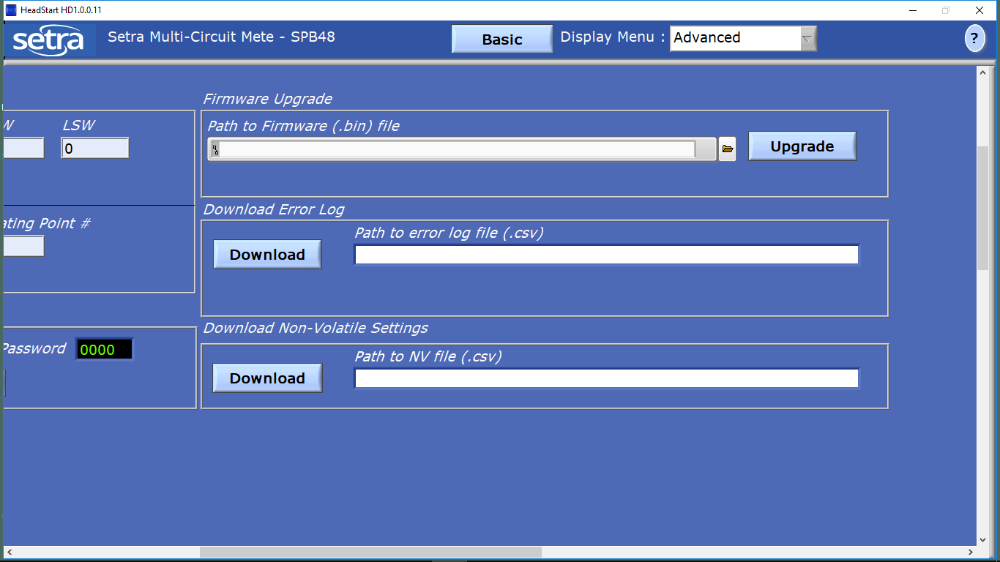 HeadStart HD1.0.0.11
setra
Setra Multi-Circuit Mete - SPB48
Basic
Display Menu :
Advanced
?
Firmware Upgrade
LSW
0
Path to Firmware (.bin) file
Upgrade
Download Error Log
ating Point #
Path to error log file (.csv)
Download
Download Non-Volatile Settings
Password
0000
Path to NV file (.csv)
Download